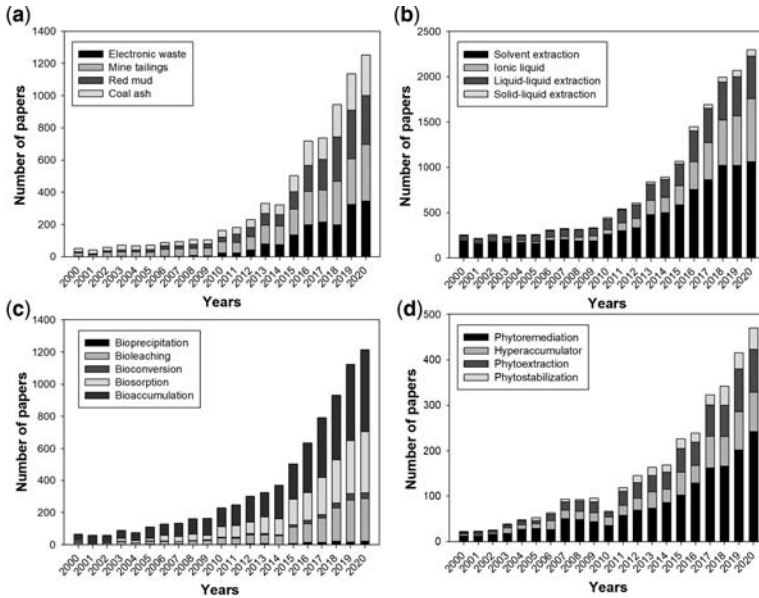 (a)
1400
1200
1000
800
600
400
200
0
Number of papers
Electronic waste
Mine tailings
Red mud
Coal ash
2000 2001 2002 2003 2004 2005 2006 2007 2008 2009 2010 2011 2012 2013 2014 2015 2016 2017 2018 2019 2020
Years
(b)
2500
2000
1500
1000
500
0
Number of papers
Solvent extraction
Ionic liquid
Liquid-liquid extraction
Solid-liquid extraction
2000 2001 2002 2003 2004 2005 2006 2007 2008 2009 2010 2011 2012 2013 2014 2015 2016 2017 2018 2019 2020
Years
(c)
1400
1200
1000
800
600
400
200
0
Number of papers
Bioprecipitation
Bioleaching
Bioconversion
Biosorption
Bioaccumulation
2000 2001 2002 2003 2004 2005 2006 2007 2008 2009 2010 2011 2012 2013 2014 2015 2016 2017 2018 2019 2020
Years
(d)
500
400
300
200
100
0
Number of papers
Phytoremediation
Hyperaccumulator
Phytoextraction
Phytostabilization
2000 2001 2002 2003 2004 2005 2006 2007 2008 2009 2010 2011 2012 2013 2014 2015 2016 2017 2018 2019 2020
Years